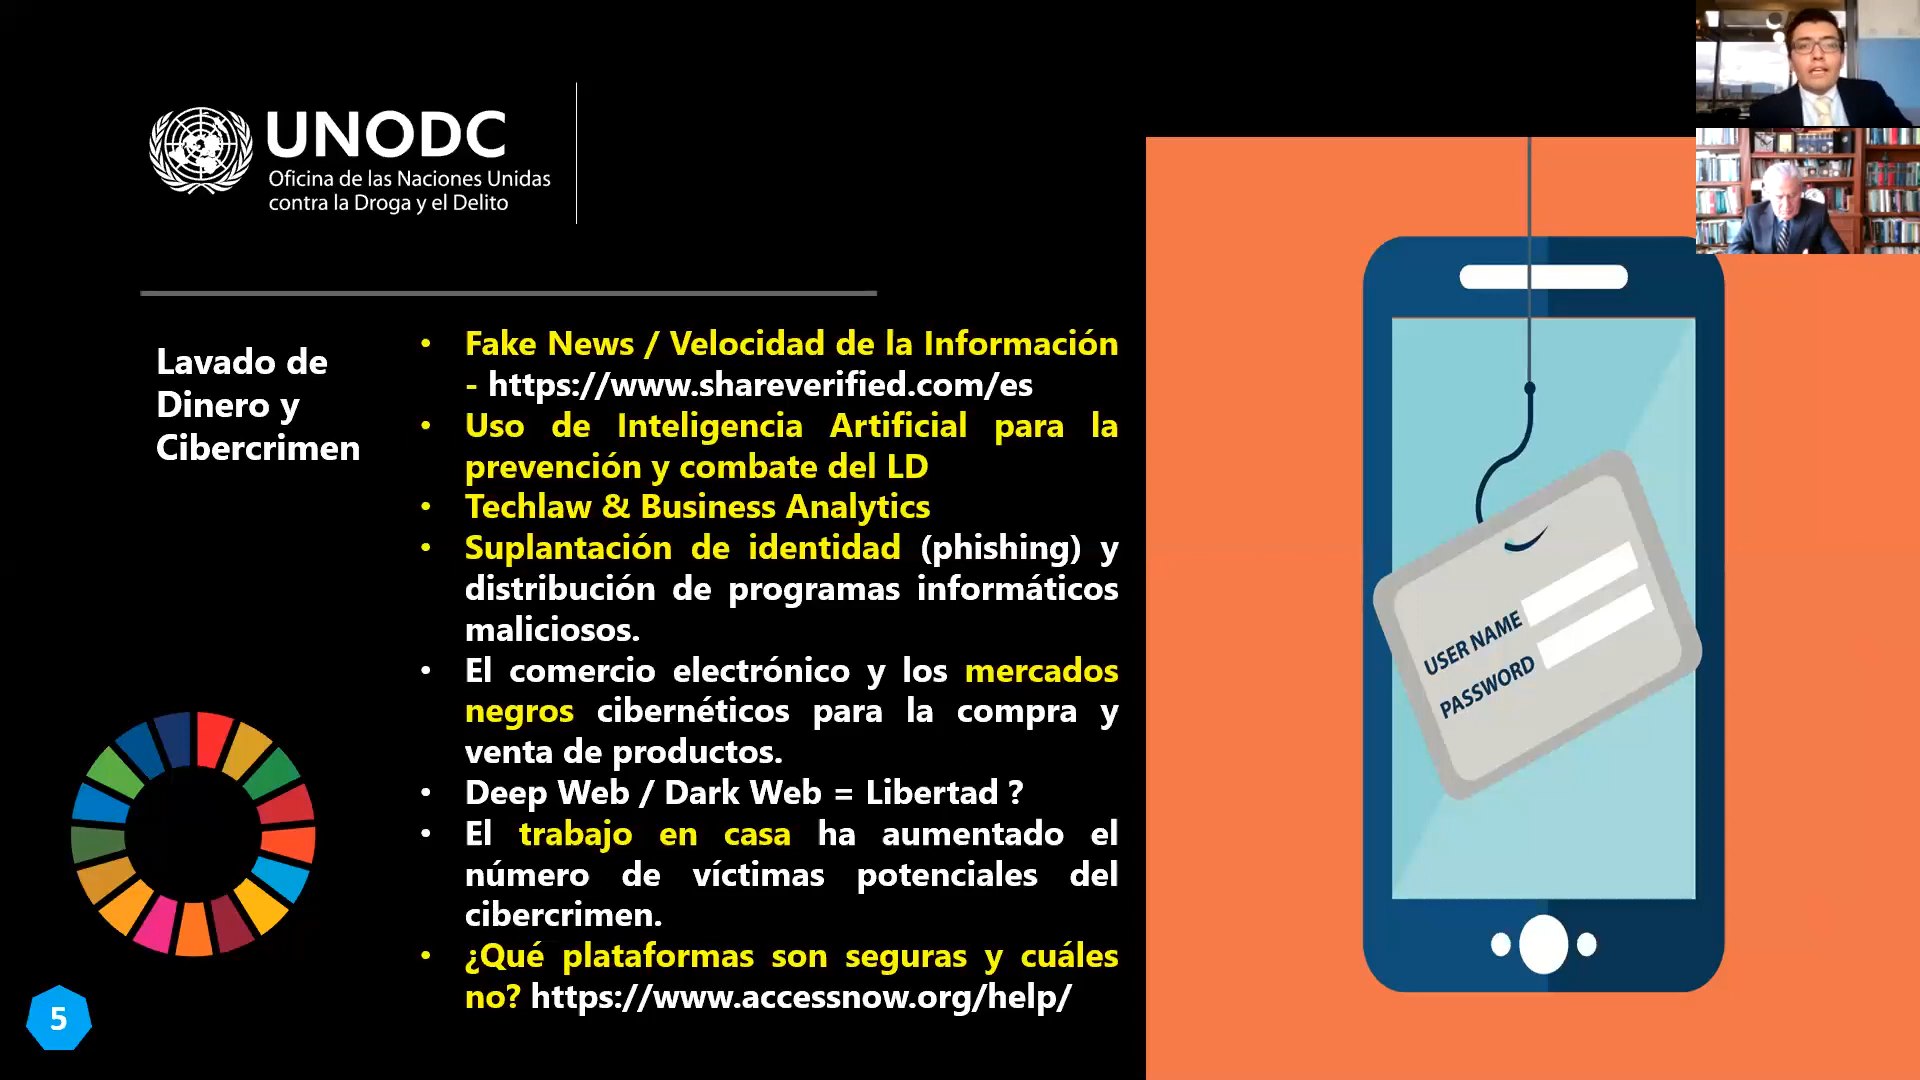 UNODC
Oficina de las Naciones Unidas
contra la Droga y el Delito
Lavado de
Dinero y
Cibercrimen
• Fake News / Velocidad de la Información
- https://www.shareverified.com/es
• Uso de Inteligencia Artificial para la
prevención y combate del LD
• Techlaw & Business Analytics
• Suplantación de identidad (phishing) y
distribución de programas informáticos
maliciosos.
• El comercio electrónico y los mercados
negros cibernéticos para la compra y
venta de productos.
• Deep Web / Dark Web = Libertad ?
• El trabajo en casa ha aumentado el
número de víctimas potenciales del
cibercrimen.
• ¿Qué plataformas son seguras y cuáles
no? https://www.accessnow.org/help/
USER NAME
PASSWORD
5